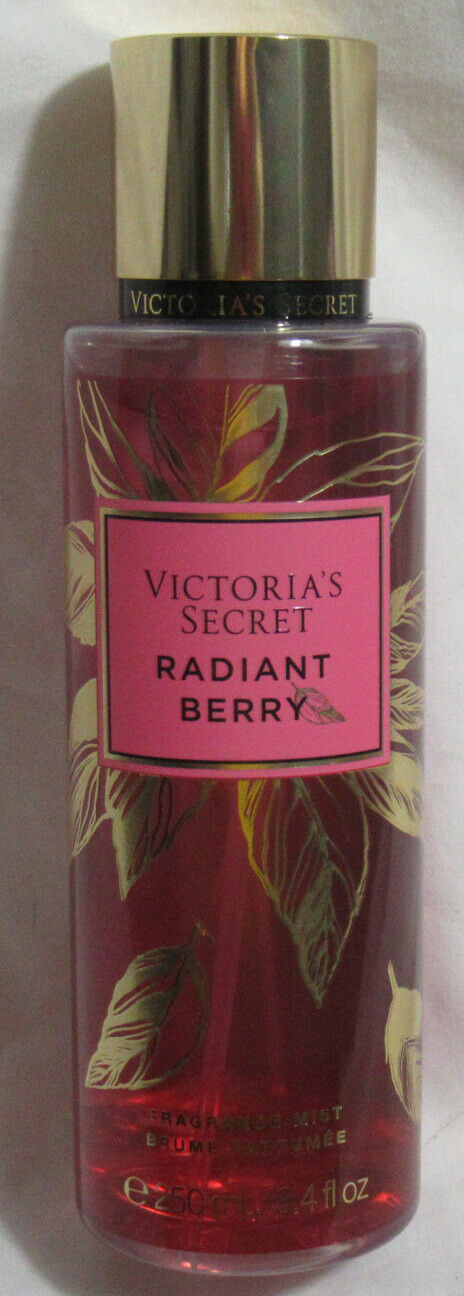 VICTORIA'S SECRET
VICTORIA'S
SECRET
RADIANT
BERRY
FRAGRANCE MIST
BRUME PARFUMÉE
℮ 250 mL / 8.4 fl oz